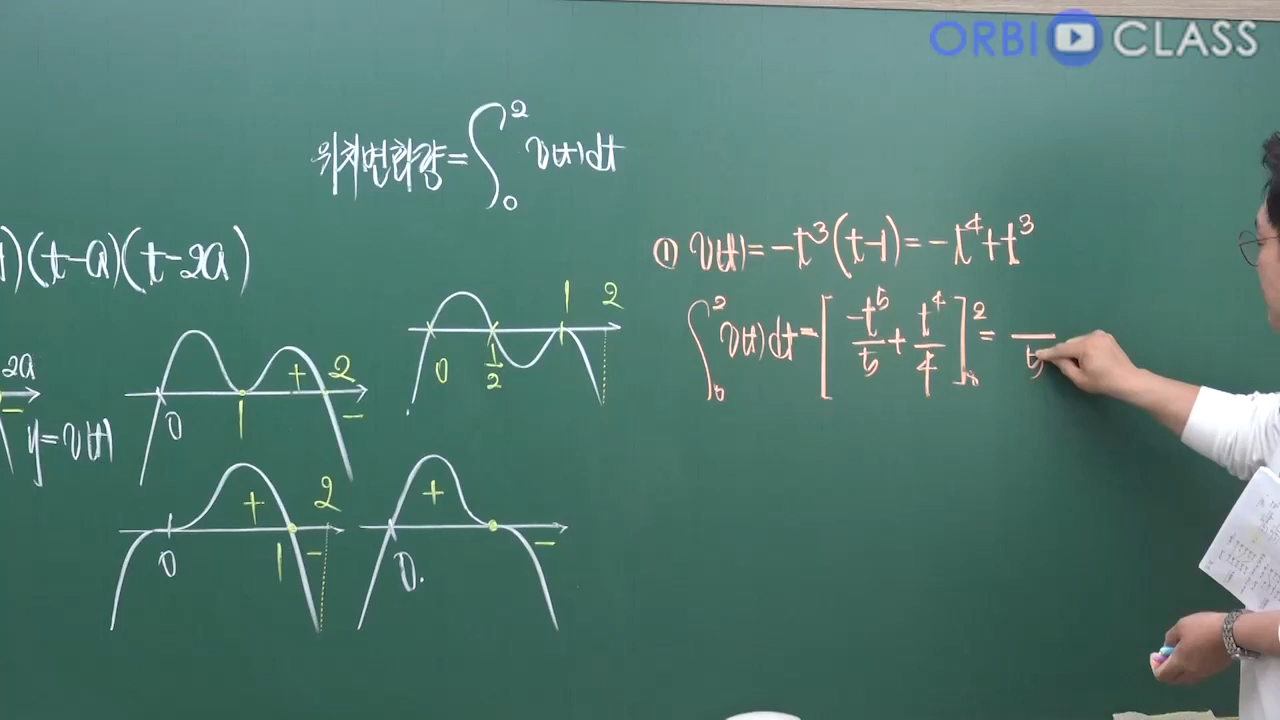 ORBI CLASS
위치변화량 = ∫₀² v(t)dt
)(t-a)(t-2a)
① v(t) = -t³(t-1) = -t⁴+t³
∫₀² v(t)dt = [ -t⁵/5 + t⁴/4 ]₀² = /5
1 2
0 1/2
2a
-
y=v(t)
+ 2
0 1 -
+ 2
0 1 -
+
0. -